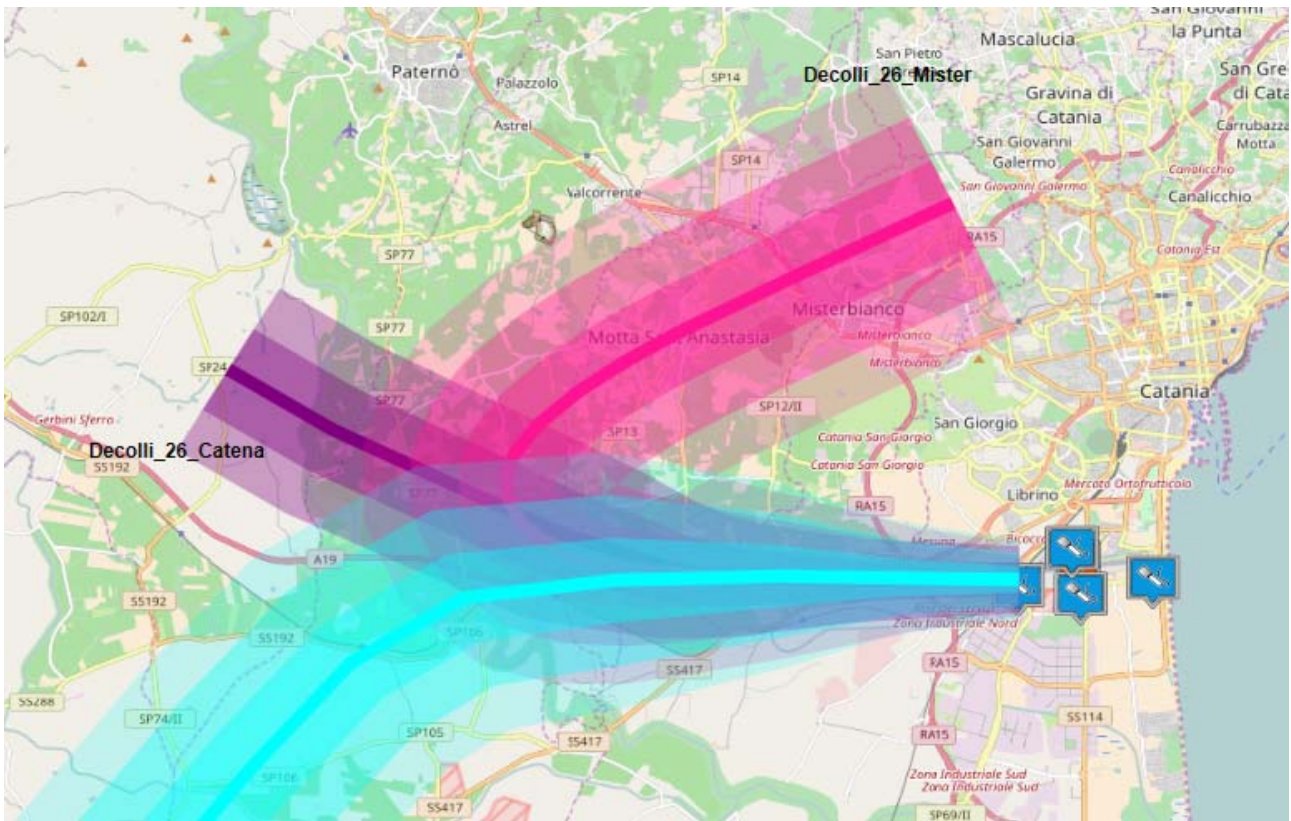 San Giovanni
la Punta
Mascalucia
San Pietro
Paternò
SP14
Decolli_26_Mister
Palazzolo
San Gre
di Cata
Gravina di
Catania
Astrel
Carrubazza
Motta
San Giovanni
Galermo
SP14
Canalicchio
Canalicchio
San Giovanni Galermo
Valcorrente
RA15
Catania Est
SP77
SP102/I
Misterbianco
SP77
Motta
Anastasia
Misterbianco
Misterbianco
SP24
Catania
SP77
SP12/II
Gerbini Sferro
San Giorgio
SP13
Catania San Giorgio
Decolli_26_Catena
SS192
Catania San Giorgio
Mercato Ortofrutticolo
Librino
RA15
A19
Bicocca
SS192
Zona Industriale Nord
SS192
SP106
RA15
SS417
SS288
SP74/II
SS114
SP105
RA15
SS417
SP106
Zona Industriale Sud
Zona Industriale Sud
SS417
SP69/II